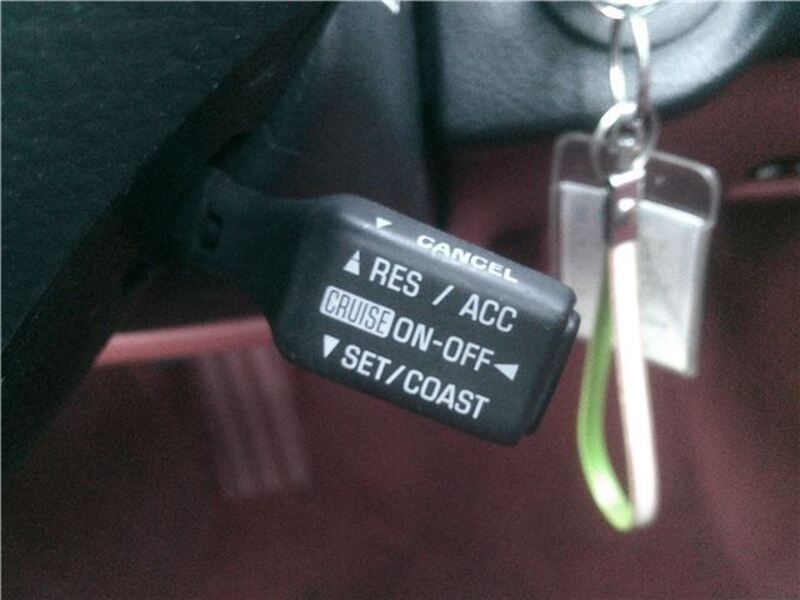 ▼ CANCEL
▲ RES / ACC
CRUISE ON-OFF ◀
▼ SET/COAST